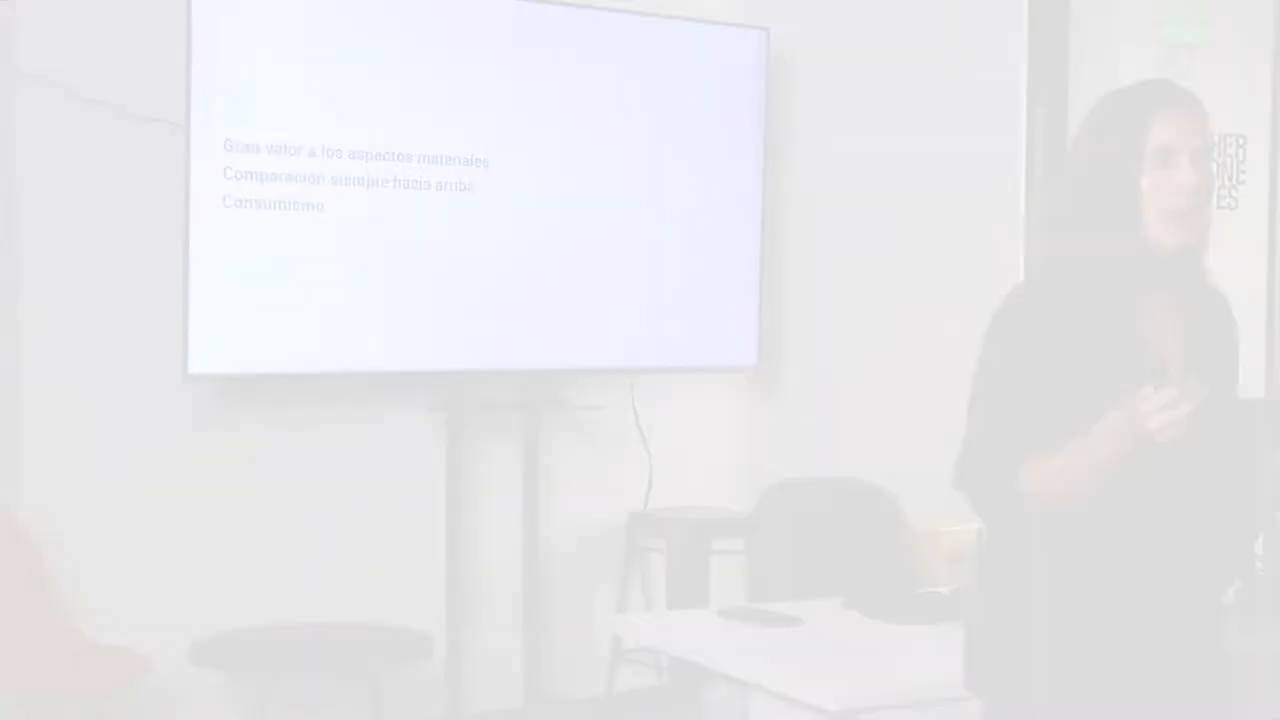 Gran valor a los aspectos materiales
Comparación siempre hacia arriba
Consumismo